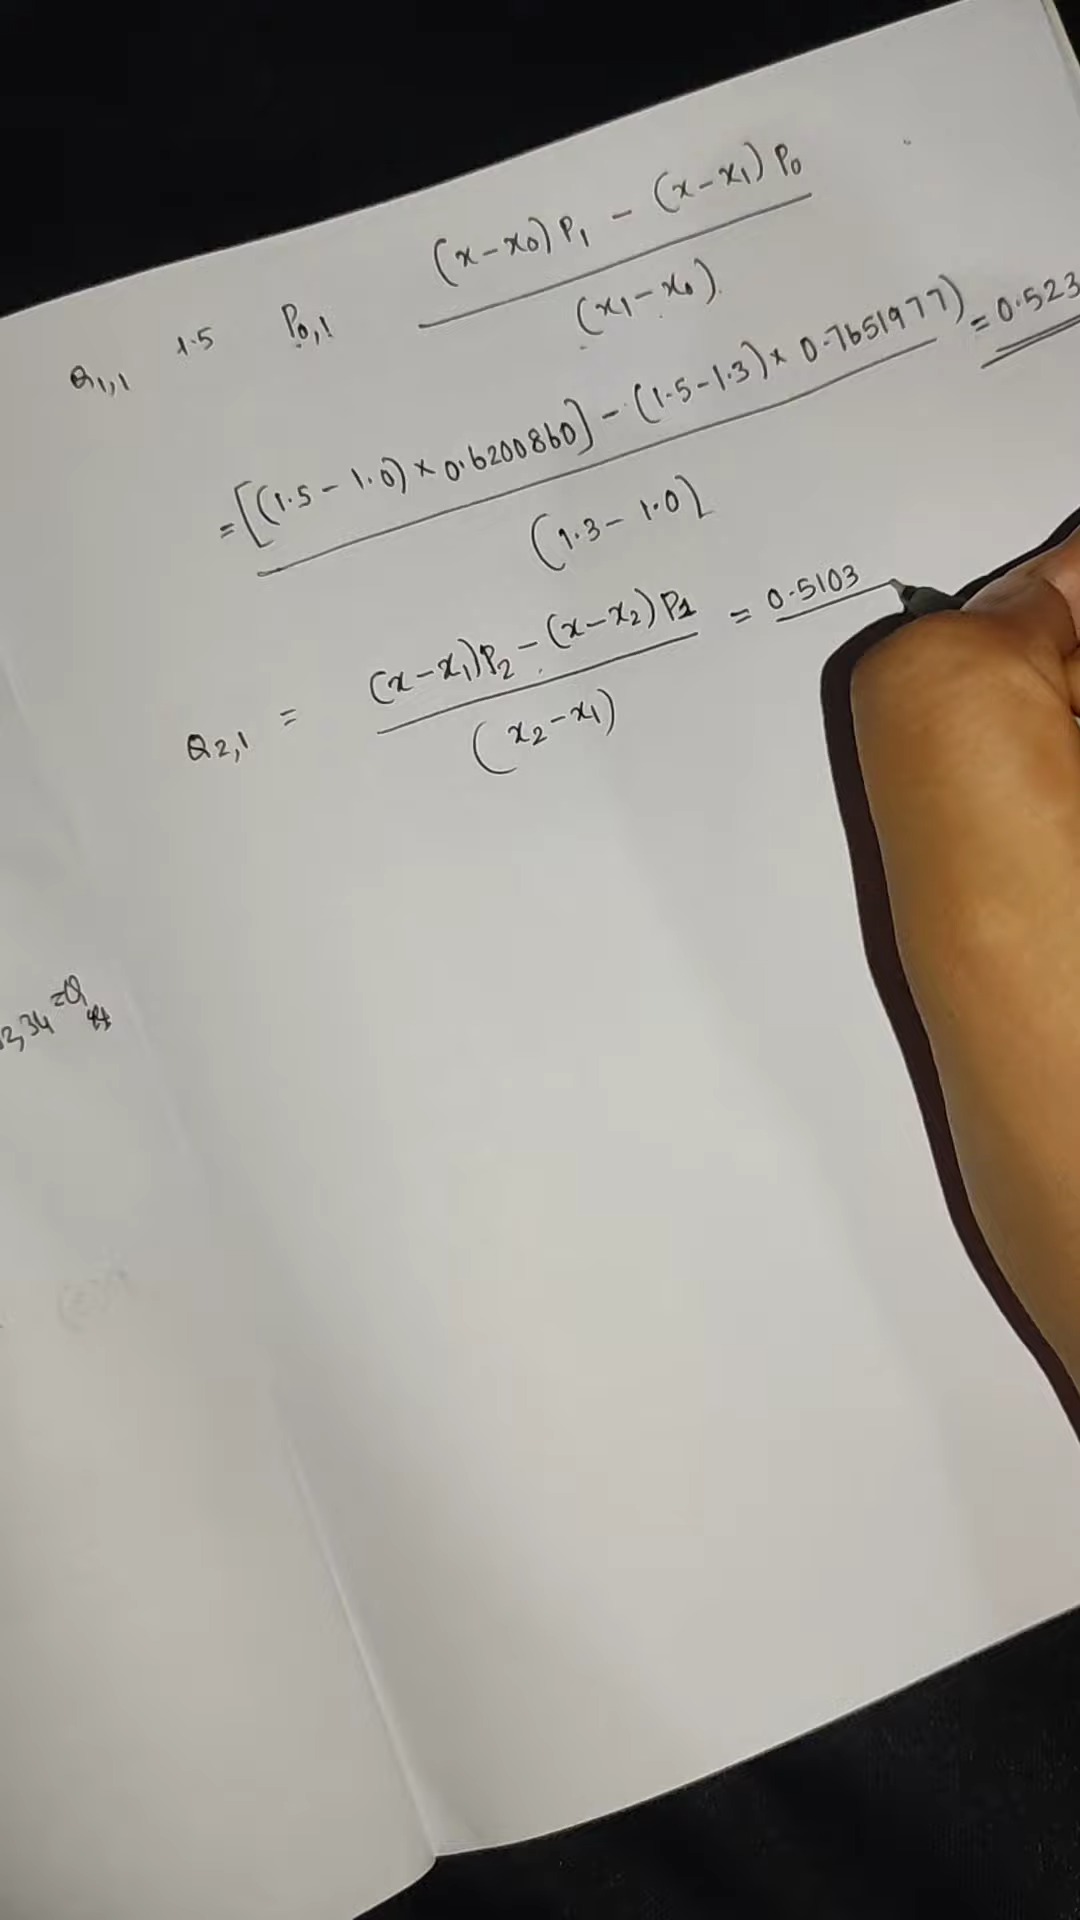 (x-x0) P1 - (x-x1) P0
Q1,1 1.5 P0,1 (x1-x0)
= [(1.5-1.0) × 0.6200860] - (1.5-1.3) × 0.7651977) = 0.523
(1.3-1.0]
(x-x1)P2 - (x-x2) P1 = 0.5103
Q2,1 = (x2-x1)
2,34 = Q